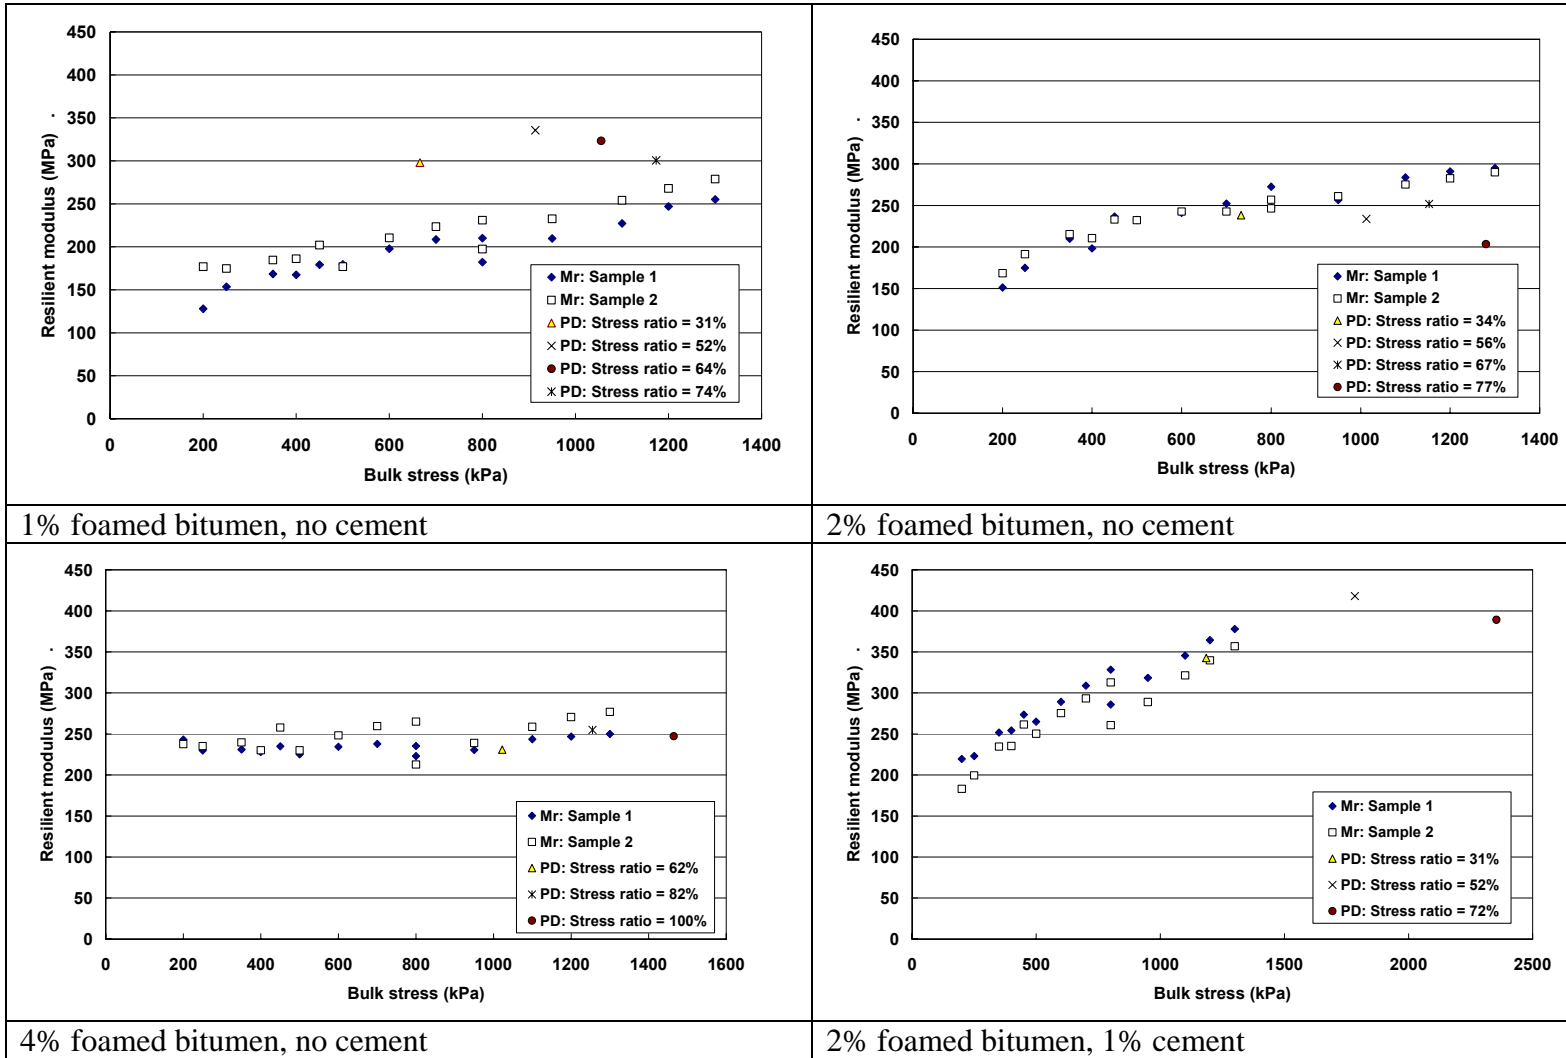 450
400
350
300
250
200
150
100
50
0
Resilient modulus (MPa) .
0 200 400 600 800 1000 1200 1400
Bulk stress (kPa)
Mr: Sample 1
Mr: Sample 2
PD: Stress ratio = 31%
PD: Stress ratio = 52%
PD: Stress ratio = 64%
PD: Stress ratio = 74%
1% foamed bitumen, no cement
450
400
350
300
250
200
150
100
50
0
Resilient modulus (MPa) .
0 200 400 600 800 1000 1200 1400
Bulk stress (kPa)
Mr: Sample 1
Mr: Sample 2
PD: Stress ratio = 34%
PD: Stress ratio = 56%
PD: Stress ratio = 67%
PD: Stress ratio = 77%
2% foamed bitumen, no cement
450
400
350
300
250
200
150
100
50
0
Resilient modulus (MPa) .
0 200 400 600 800 1000 1200 1400 1600
Bulk stress (kPa)
Mr: Sample 1
Mr: Sample 2
PD: Stress ratio = 62%
PD: Stress ratio = 82%
PD: Stress ratio = 100%
4% foamed bitumen, no cement
450
400
350
300
250
200
150
100
50
0
Resilient modulus (MPa) .
0 500 1000 1500 2000 2500
Bulk stress (kPa)
Mr: Sample 1
Mr: Sample 2
PD: Stress ratio = 31%
PD: Stress ratio = 52%
PD: Stress ratio = 72%
2% foamed bitumen, 1% cement